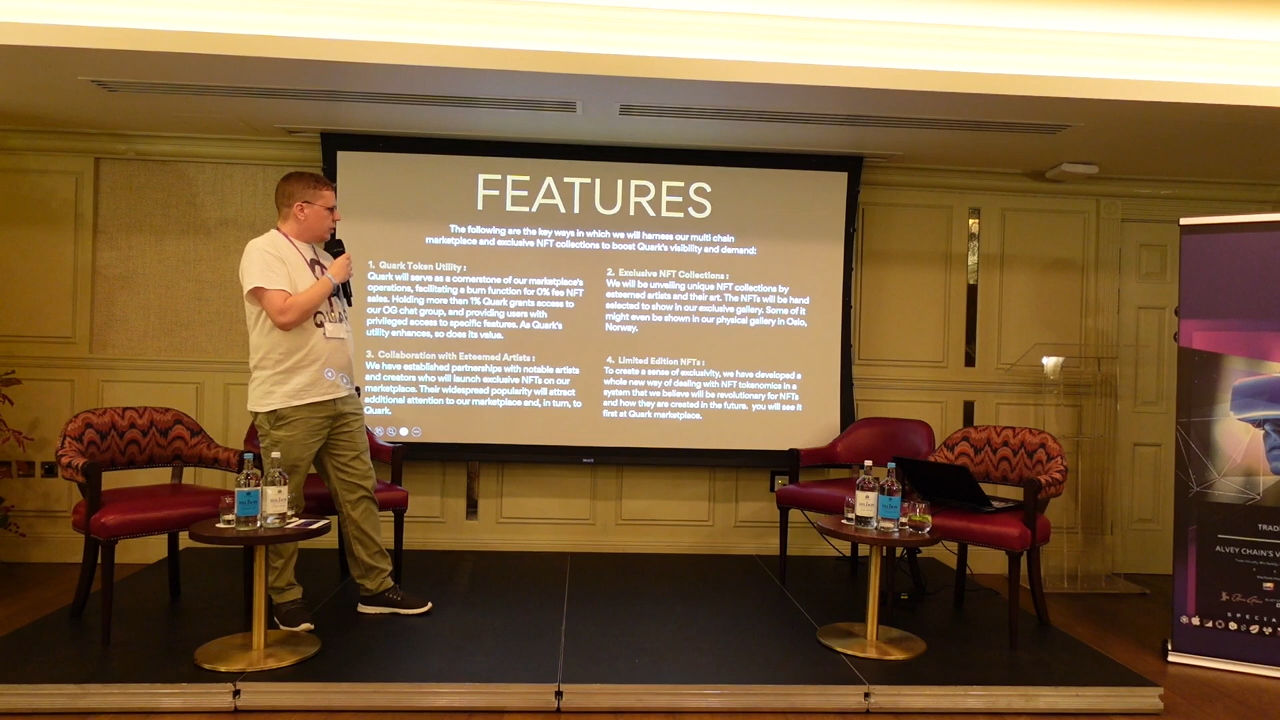 FEATURES
The following are the key ways in which we will harness our multi chain
marketplace and exclusive NFT collections to boost Quark's visibility and demand:
1. Quark Token Utility :
Quark will serve as a cornerstone of our marketplace's
operations, facilitating a burn function for 0% fee NFT
sales. Holding more than 1% Quark grants access to
our OG chat group, and providing users with
privileged access to specific features. As Quark's
utility enhances, so does its value.
2. Exclusive NFT Collections :
We will be unveiling unique NFT collections by
esteemed artists and their art. The NFTs will be hand
selected to show in our exclusive gallery. Some of it
might even be shown in our physical gallery in Oslo,
Norway.
3. Collaboration with Esteemed Artists :
We have established partnerships with notable artists
and creators who will launch exclusive NFTs on our
marketplace. Their widespread popularity will attract
additional attention to our marketplace and, in turn, to
Quark.
4. Limited Edition NFTs :
To create a sense of exclusivity, we have developed a
whole new way of dealing with NFT tokenomics in a
system that we believe will be revolutionary for NFTs
and how they are created in the future. you will see it
first at Quark marketplace.
TRAD
ALVEY CHAIN'S V
SPECIA